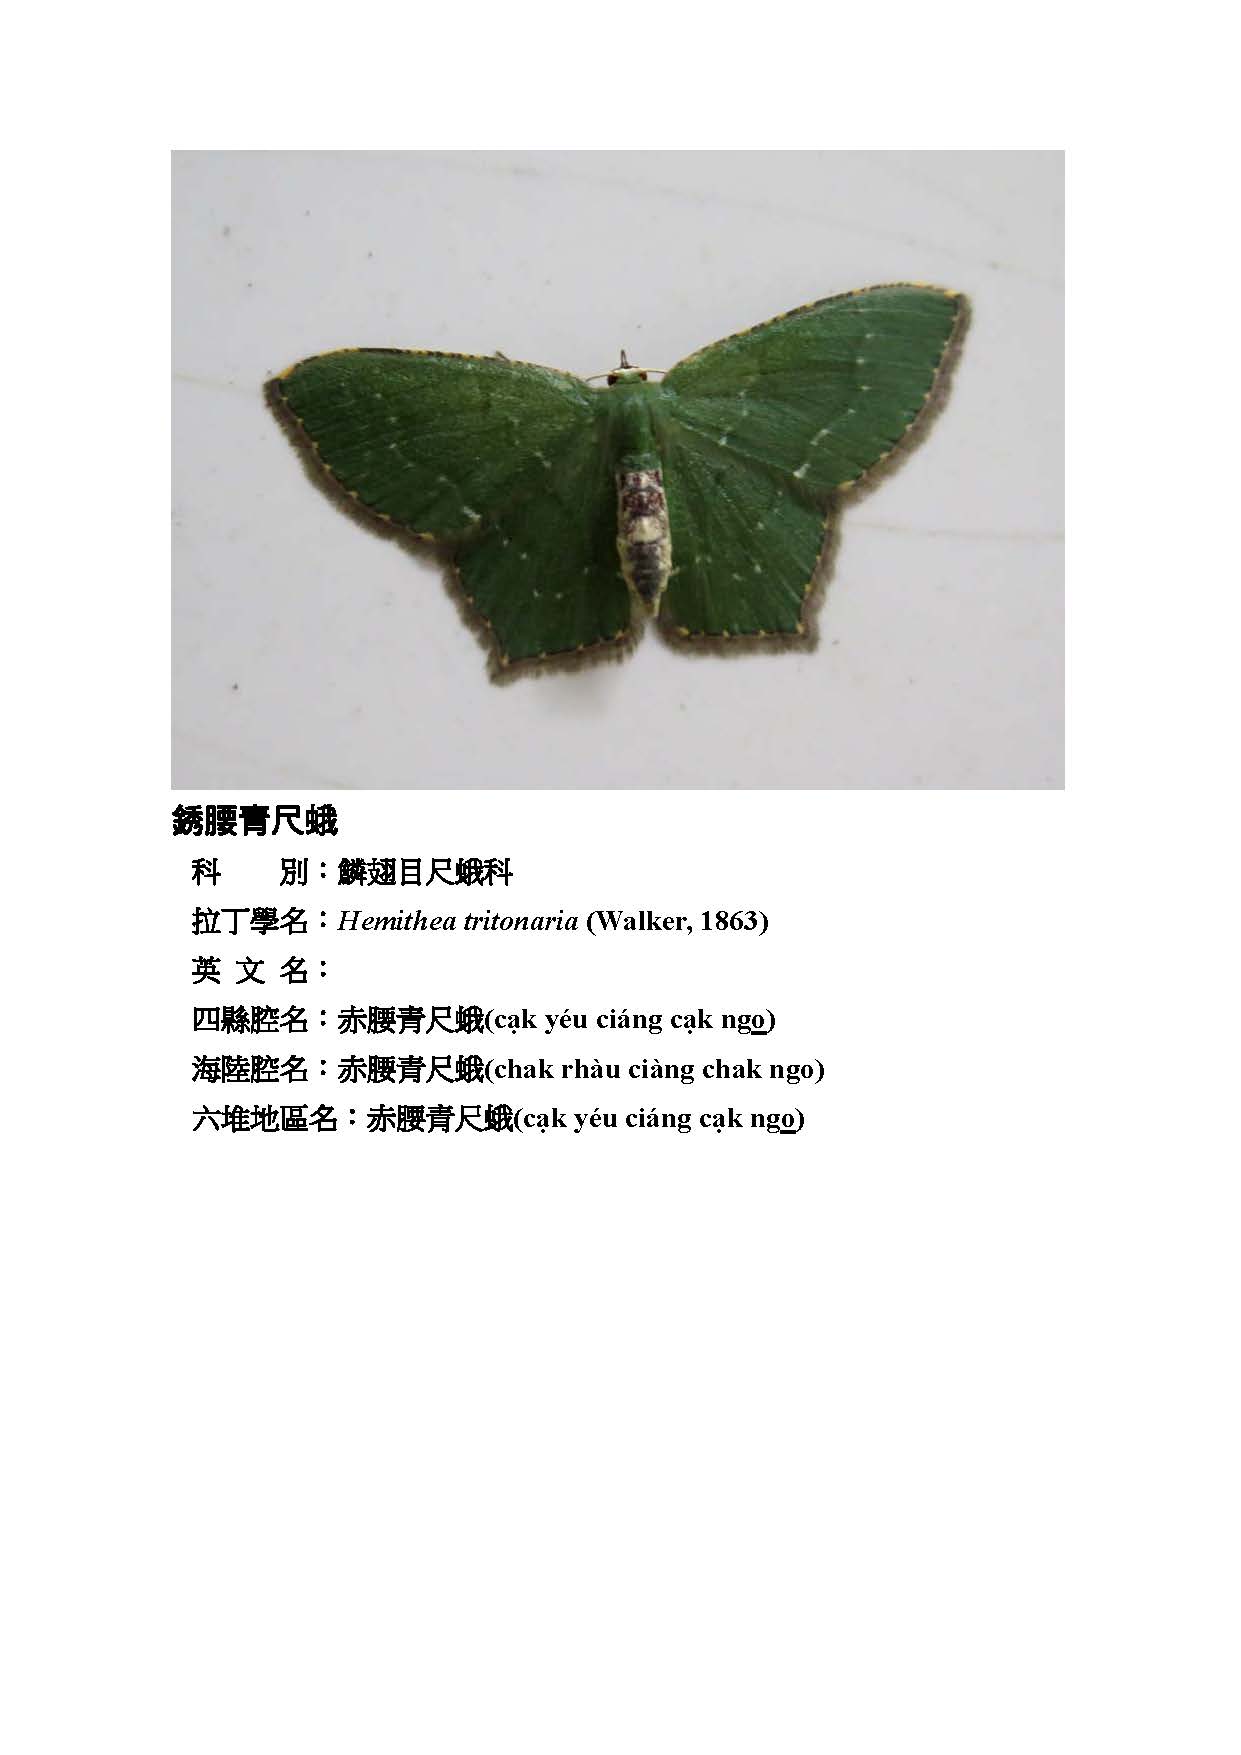 銹腰青尺蛾
科　　別：鱗翅目尺蛾科
拉丁學名：Hemithea tritonaria (Walker, 1863)
英 文 名：
四縣腔名：赤腰青尺蛾(cạk yéu ciáng cạk ngo)
海陸腔名：赤腰青尺蛾(chak rhàu ciàng chak ngo)
六堆地區名：赤腰青尺蛾(cạk yéu ciáng cạk ngo)